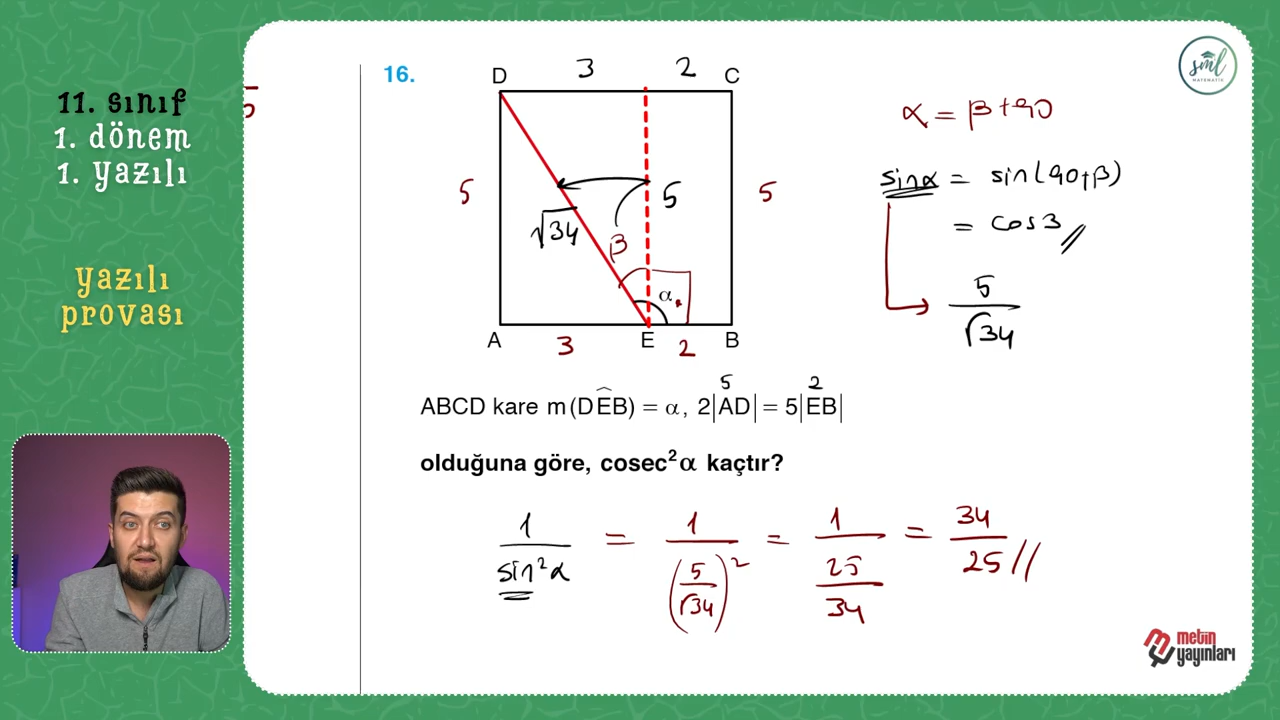 11. sınıf
1. dönem
1. yazılı
yazılı
provası
16.
D 3 2 C
5 √34 β 5 α 5
A 3 E 2 B
α = β+90
sinα = sin(90+β)
= cosβ //
5/√34
5 2
ABCD kare m(DÊB) = α, 2|AD| = 5|EB|
olduğuna göre, cosec²α kaçtır?
1/sin²α = 1/(5/√34)² = 1/(25/34) = 34/25 //
sml
MATEMATİK
metin
yayınları